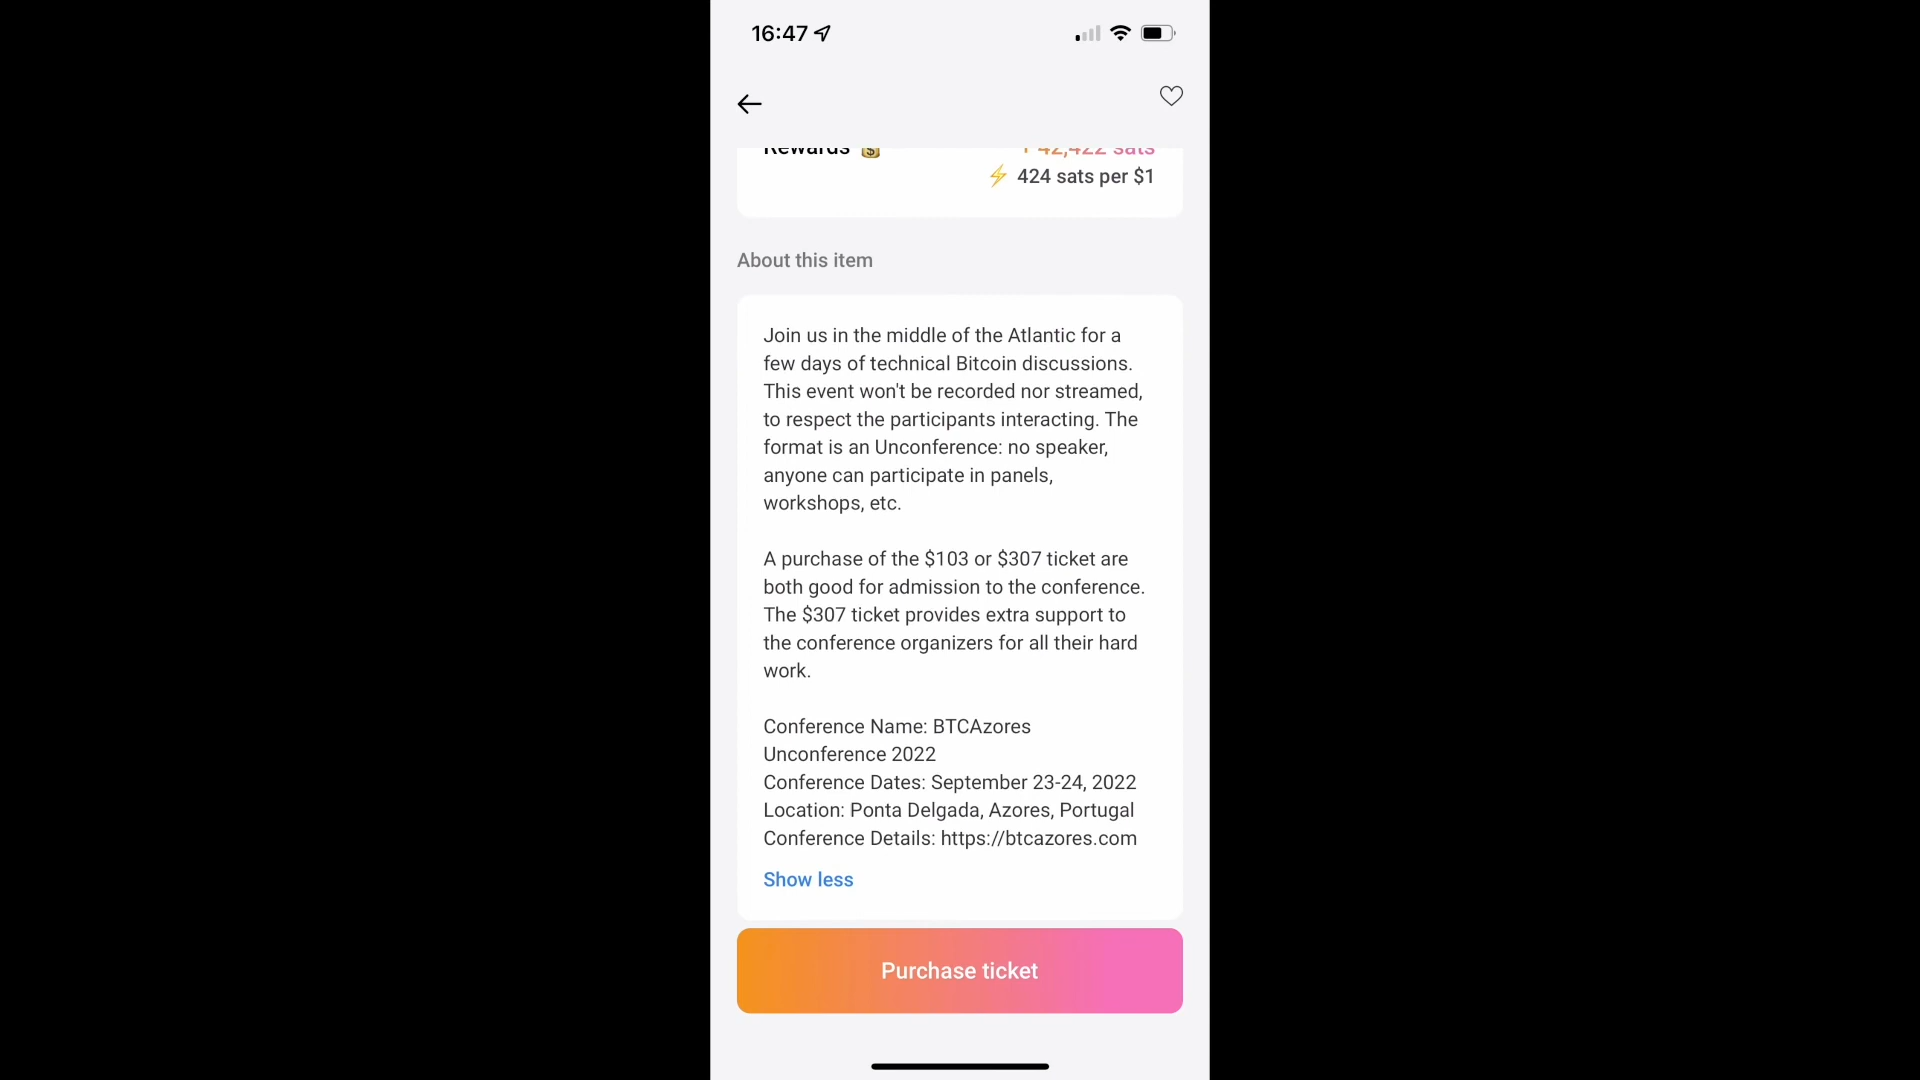 16:47
Rewards
42,422 sats
424 sats per $1
About this item
Join us in the middle of the Atlantic for a
few days of technical Bitcoin discussions.
This event won't be recorded nor streamed,
to respect the participants interacting. The
format is an Unconference: no speaker,
anyone can participate in panels,
workshops, etc.
A purchase of the $103 or $307 ticket are
both good for admission to the conference.
The $307 ticket provides extra support to
the conference organizers for all their hard
work.
Conference Name: BTCAzores
Unconference 2022
Conference Dates: September 23-24, 2022
Location: Ponta Delgada, Azores, Portugal
Conference Details: https://btcazores.com
Show less
Purchase ticket